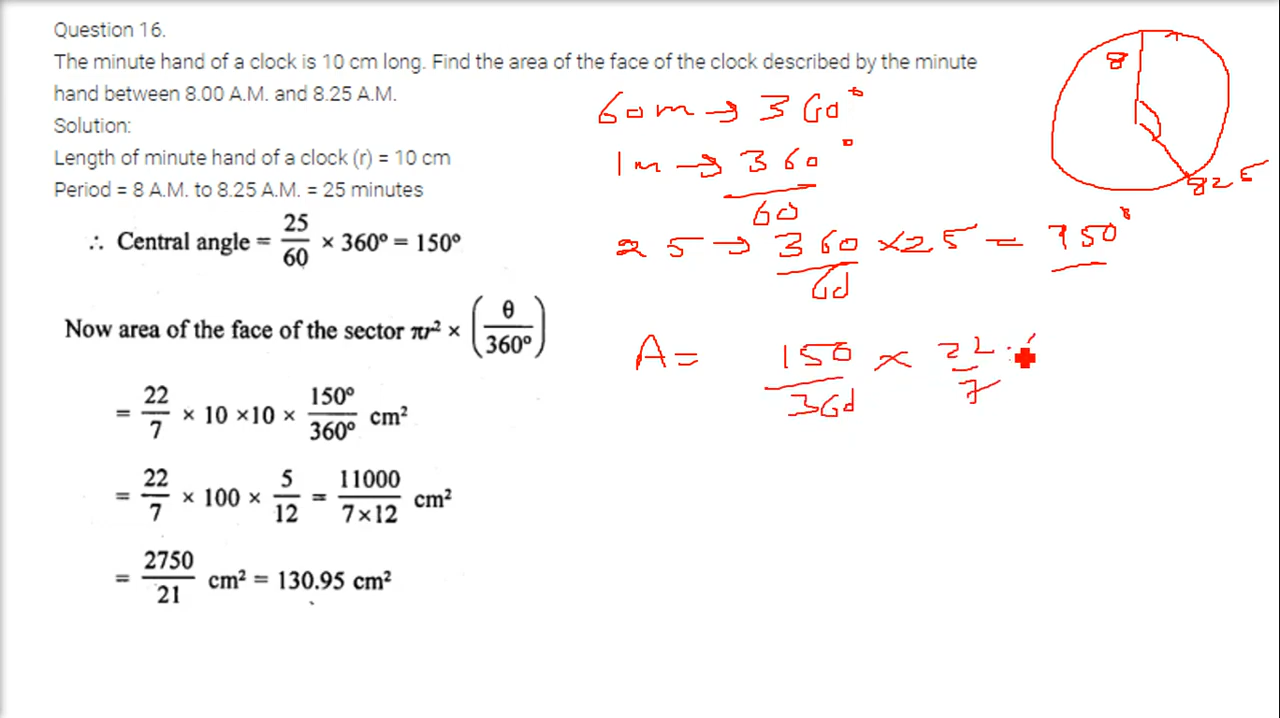 Question 16.
The minute hand of a clock is 10 cm long. Find the area of the face of the clock described by the minute
hand between 8.00 A.M. and 8.25 A.M.
Solution:
Length of minute hand of a clock (r) = 10 cm
Period = 8 A.M. to 8.25 A.M. = 25 minutes
∴ Central angle = 25/60 × 360° = 150°
Now area of the face of the sector πr² × (θ/360°)
= 22/7 × 10 ×10 × 150°/360° cm²
= 22/7 × 100 × 5/12 = 11000/7×12 cm²
= 2750/21 cm² = 130.95 cm²
60m → 360°
1m → 360°/60
25 → 360/60 ×25 = 150°
A = 150/360 × 22/7
8
825